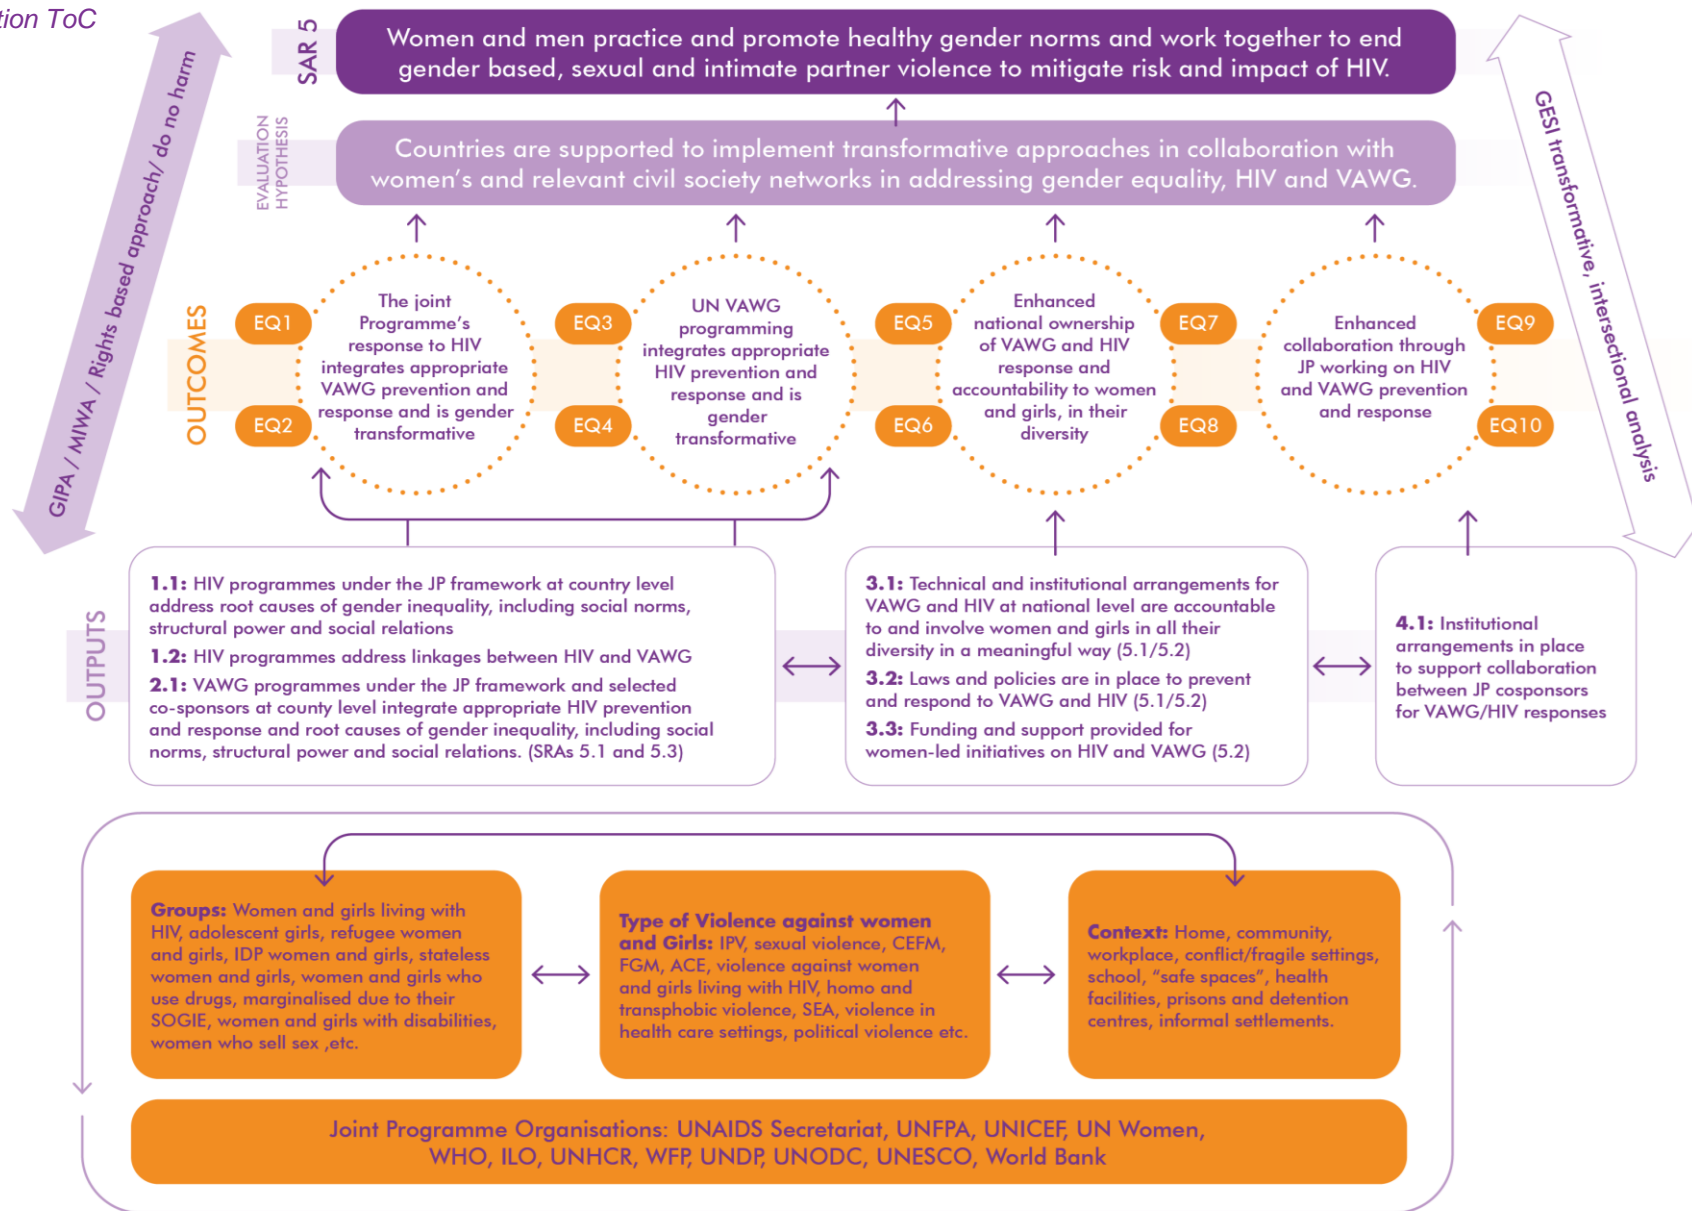 tion ToC
SAR 5
Women and men practice and promote healthy gender norms and work together to end
gender based, sexual and intimate partner violence to mitigate risk and impact of HIV.
EVALUATION
HYPOTHESIS
Countries are supported to implement transformative approaches in collaboration with
women's and relevant civil society networks in addressing gender equality, HIV and VAWG.
GIPA / MIWA / Rights based approach/ do no harm
GESI transformative, intersectional analysis
OUTCOMES
EQ1
EQ2
The joint
Programme's
response to HIV
integrates appropriate
VAWG prevention and
response and is gender
transformative
EQ3
EQ4
UN VAWG
programming
integrates appropriate
HIV prevention and
response and is
gender
transformative
EQ5
EQ6
Enhanced
national ownership
of VAWG and HIV
response and
accountability to women
and girls, in their
diversity
EQ7
EQ8
Enhanced
collaboration through
JP working on HIV
and VAWG prevention
and response
EQ9
EQ10
OUTPUTS
1.1: HIV programmes under the JP framework at country level
address root causes of gender inequality, including social norms,
structural power and social relations
1.2: HIV programmes address linkages between HIV and VAWG
2.1: VAWG programmes under the JP framework and selected
co-sponsors at county level integrate appropriate HIV prevention
and response and root causes of gender inequality, including social
norms, structural power and social relations. (SRAs 5.1 and 5.3)
3.1: Technical and institutional arrangements for
VAWG and HIV at national level are accountable
to and involve women and girls in all their
diversity in a meaningful way (5.1/5.2)
3.2: Laws and policies are in place to prevent
and respond to VAWG and HIV (5.1/5.2)
3.3: Funding and support provided for
women-led initiatives on HIV and VAWG (5.2)
4.1: Institutional
arrangements in place
to support collaboration
between JP cosponsors
for VAWG/HIV responses
Groups: Women and girls living with
HIV, adolescent girls, refugee women
and girls, IDP women and girls, stateless
women and girls, women and girls who
use drugs, marginalised due to their
SOGIE, women and girls with disabilities,
women who sell sex ,etc.
Type of Violence against women
and Girls: IPV, sexual violence, CEFM,
FGM, ACE, violence against women
and girls living with HIV, homo and
transphobic violence, SEA, violence in
health care settings, political violence etc.
Context: Home, community,
workplace, conflict/fragile settings,
school, "safe spaces", health
facilities, prisons and detention
centres, informal settlements.
Joint Programme Organisations: UNAIDS Secretariat, UNFPA, UNICEF, UN Women,
WHO, ILO, UNHCR, WFP, UNDP, UNODC, UNESCO, World Bank